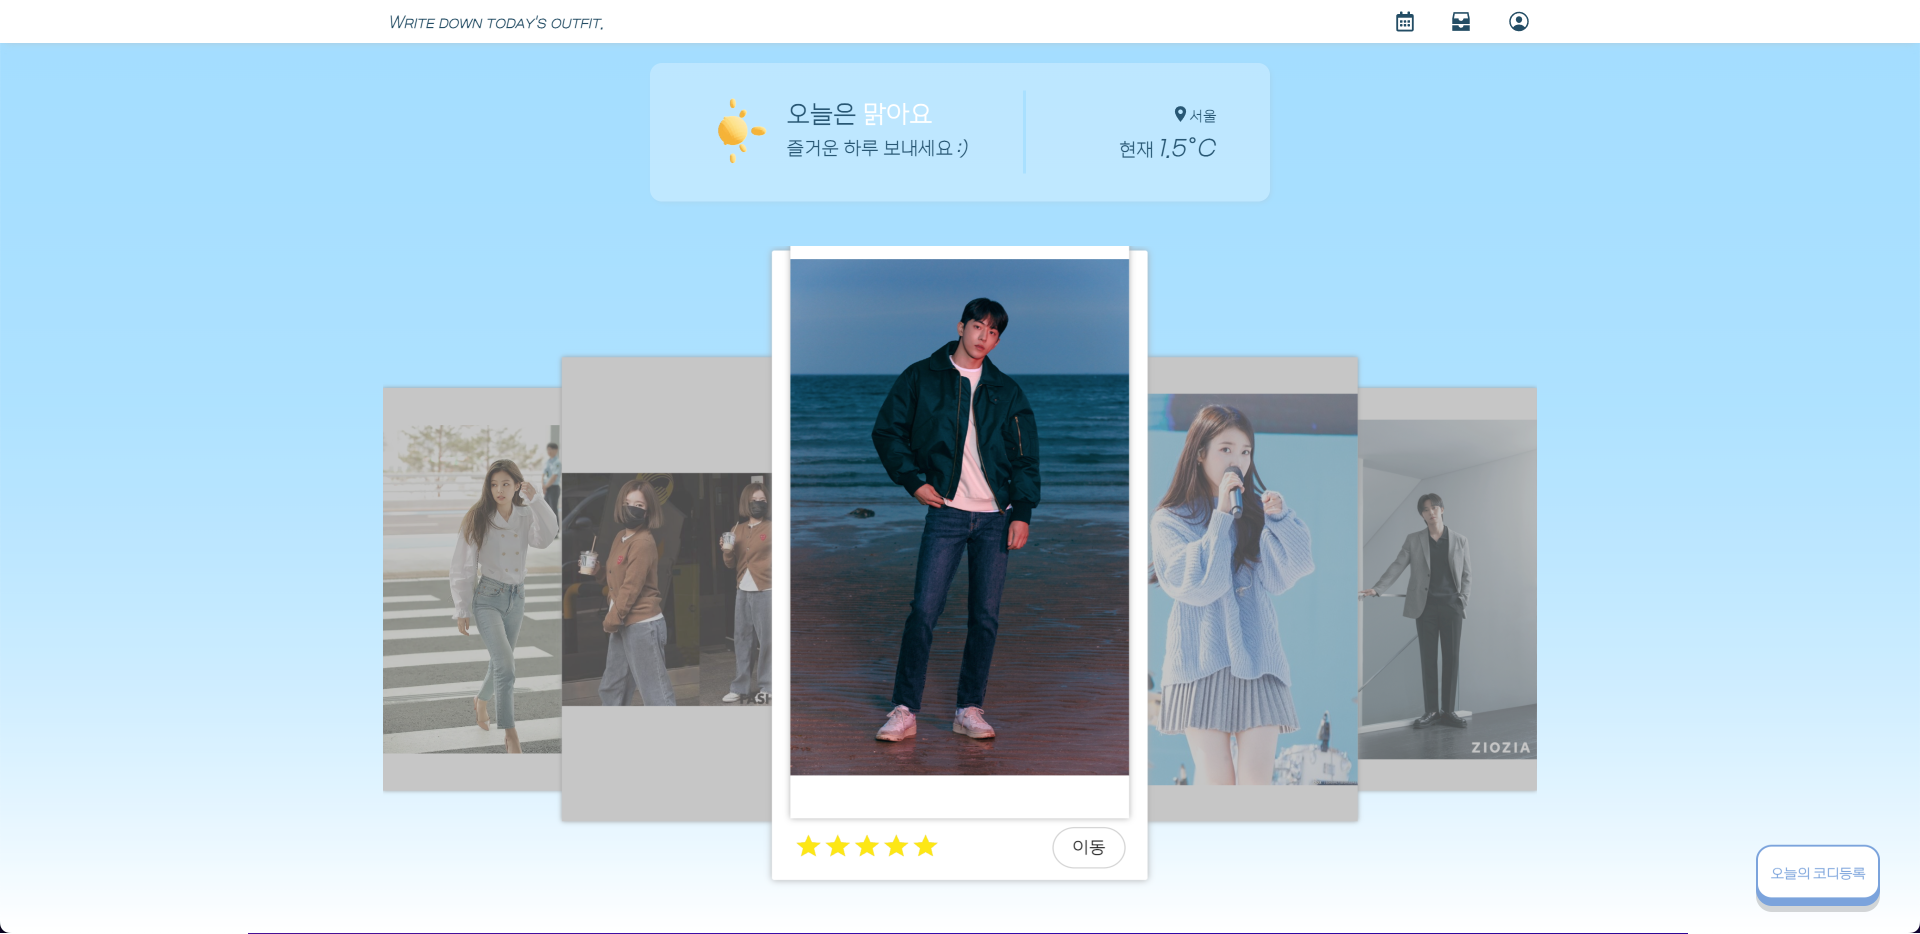 Write down today's outfit.
오늘은 맑아요
즐거운 하루 보내세요 :)
서울
현재 1.5°C
FASH
ZIOZIA
이동
오늘의 코디등록